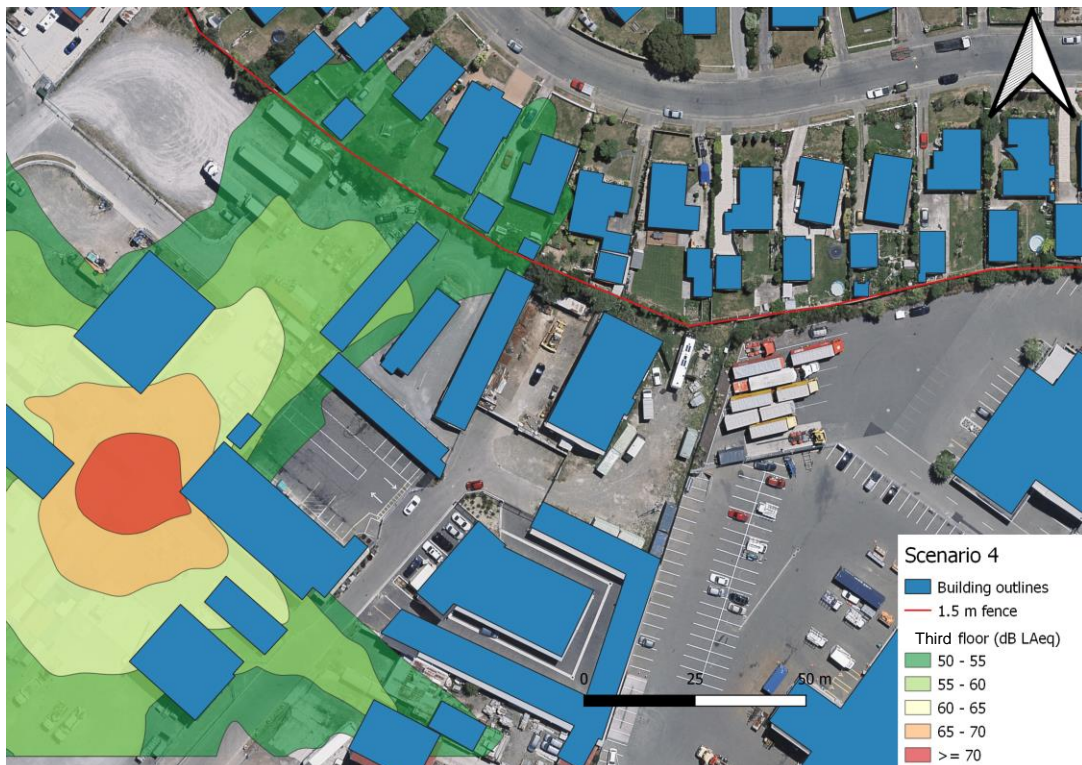 0
25
50 m
Scenario 4
Building outlines
1.5 m fence
Third floor (dB LAeq)
50 - 55
55 - 60
60 - 65
65 - 70
>= 70